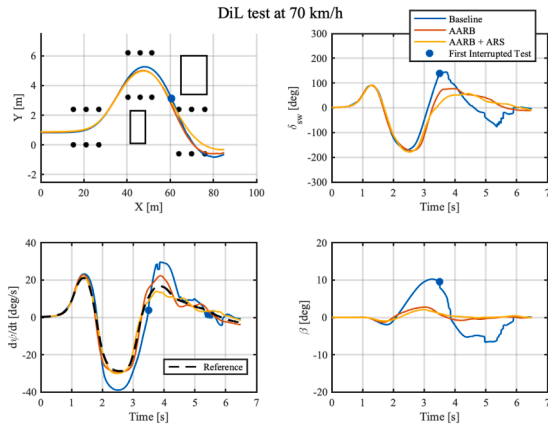 DiL test at 70 km/h
Baseline
AARB
AARB + ARS
First Interrupted Test
6
4
2
0
-2
Y [m]
0 20 40 60 80 100
X [m]
300
200
100
0
-100
-200
-300
δsw [deg]
0 1 2 3 4 5 6 7
Time [s]
40
20
0
-20
-40
dψ/dt [deg/s]
Reference
0 1 2 3 4 5 6 7
Time [s]
20
10
0
-10
-20
β [deg]
0 1 2 3 4 5 6 7
Time [s]